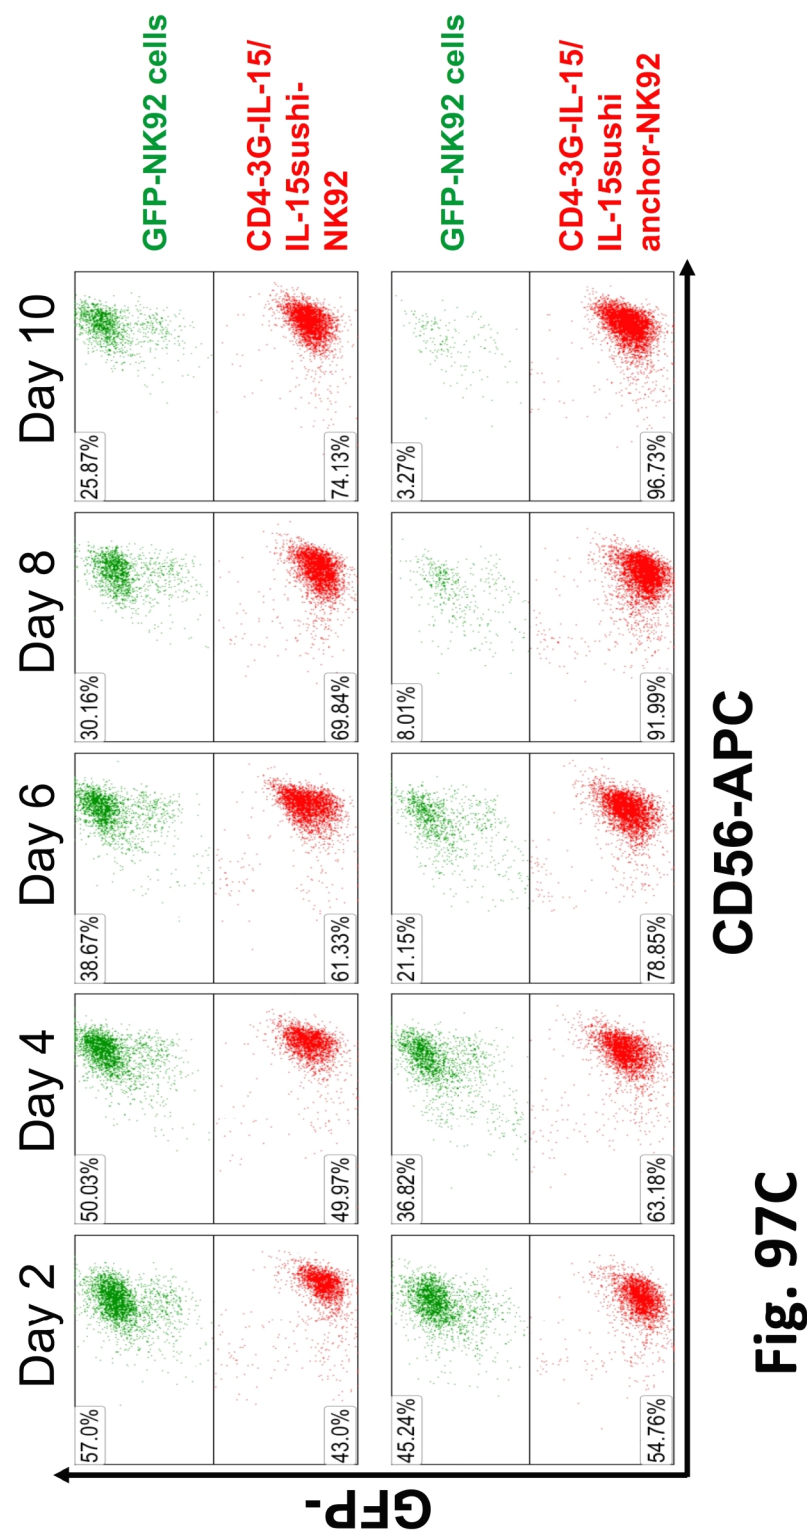 Day 2
Day 4
Day 6
Day 8
Day 10
57.0%
50.03%
38.67%
30.16%
25.87%
GFP-NK92 cells
43.0%
49.97%
61.33%
69.84%
74.13%
CD4-3G-IL-15/
IL-15sushi-
NK92
45.24%
36.82%
21.15%
8.01%
3.27%
GFP-NK92 cells
54.76%
63.18%
78.85%
91.99%
96.73%
CD4-3G-IL-15/
IL-15sushi
anchor-NK92
GFP-
CD56-APC
Fig. 97C